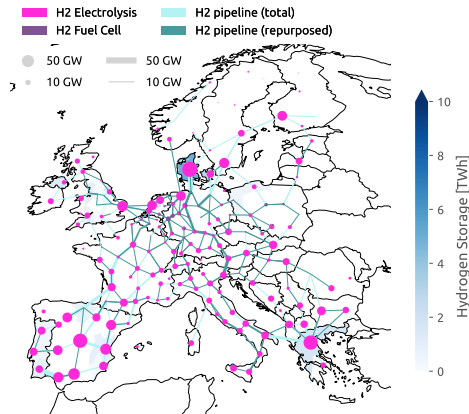 H2 Electrolysis
H2 Fuel Cell
H2 pipeline (total)
H2 pipeline (repurposed)
50 GW
10 GW
50 GW
10 GW
10
8
6
4
2
0
Hydrogen Storage [TWh]